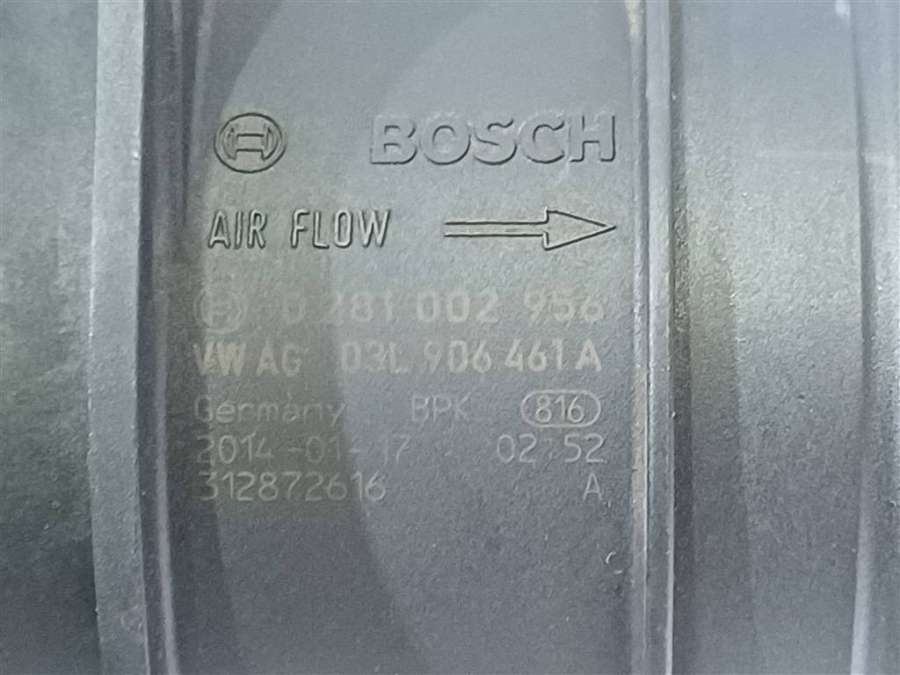 BOSCH
AIR FLOW
0 281 002 956
VW AG 03L 906 461 A
Germany BPK 816
2014-01-17 02:52
312872616 A